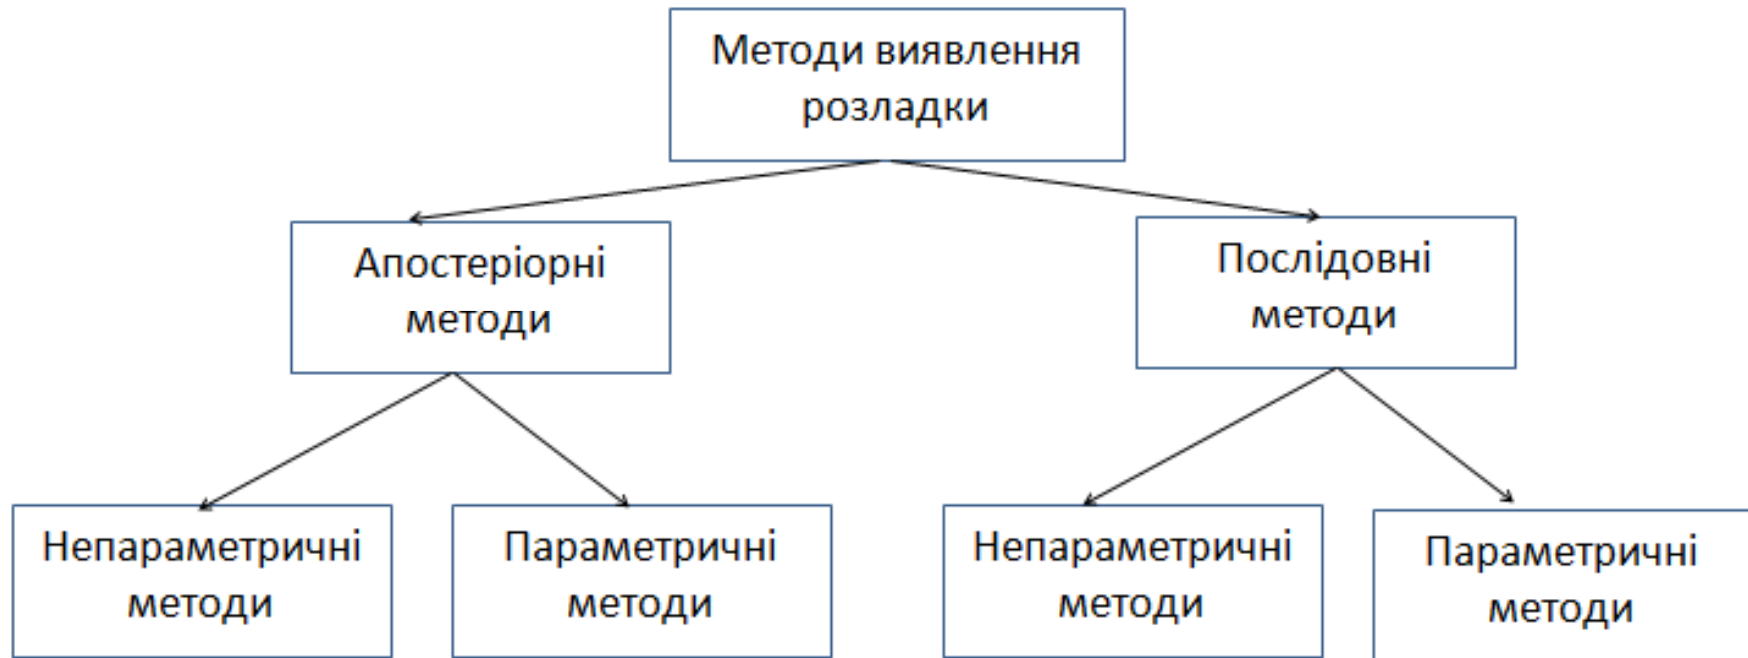 Методи виявлення
розладки
Апостеріорні
методи
Послідовні
методи
Непараметричні
методи
Параметричні
методи
Непараметричні
методи
Параметричні
методи